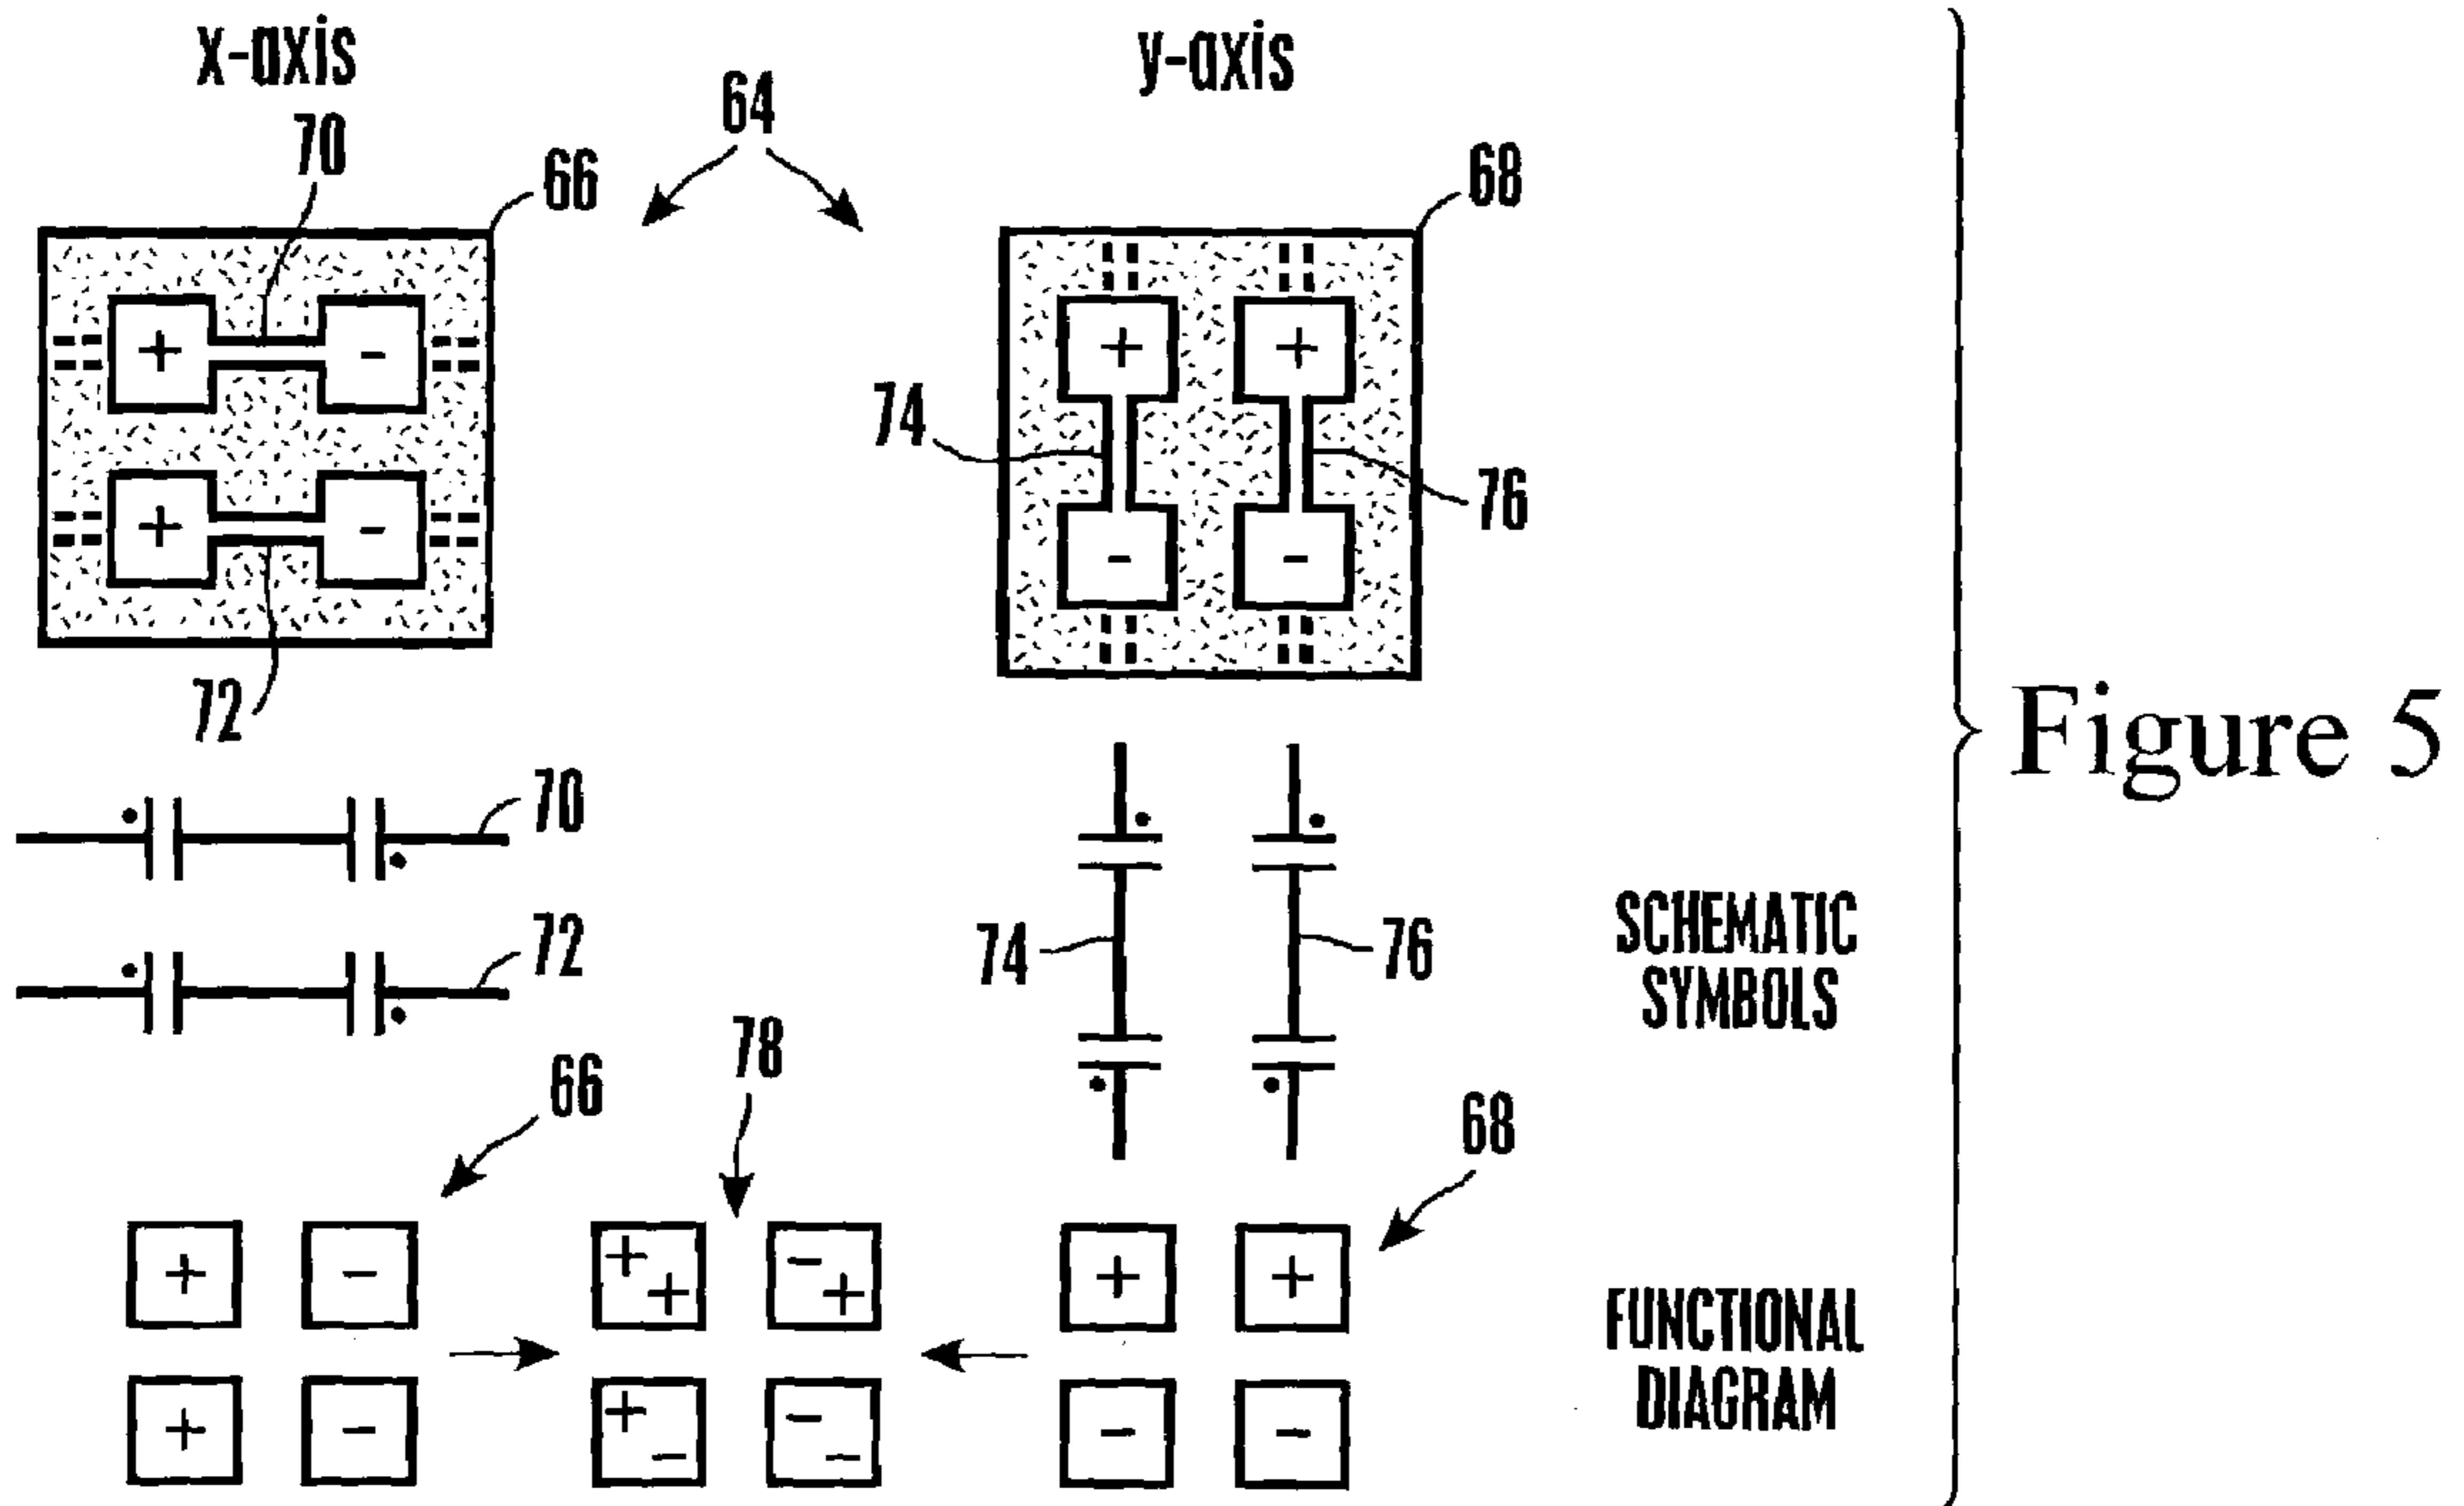 x-axis
y-axis
64
70
66
68
+ -
+ +
74
+ -
76
- -
72
Figure 5
70
72
74
76
SCHEMATIC
SYMBOLS
78
66
68
+ -
+ + - +
+ +
FUNCTIONAL
DIAGRAM
+ -
+ - - -
- -